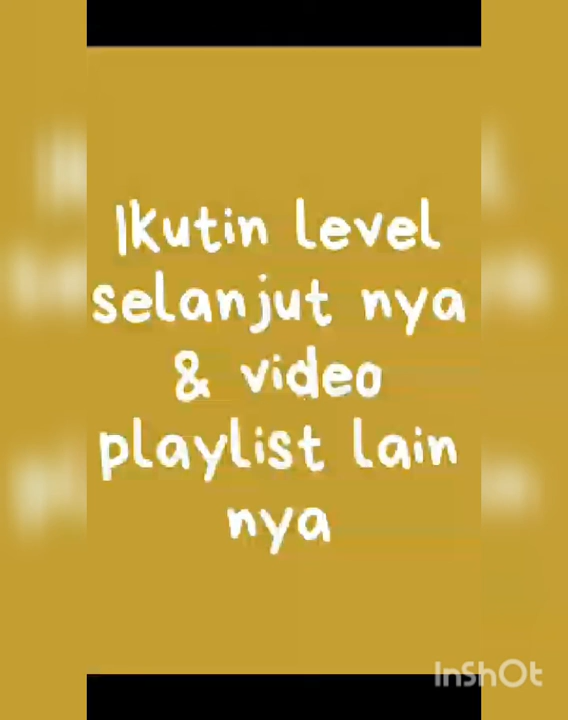 Ikutin level
selanjut nya
& video
playlist lain
nya
InShOt